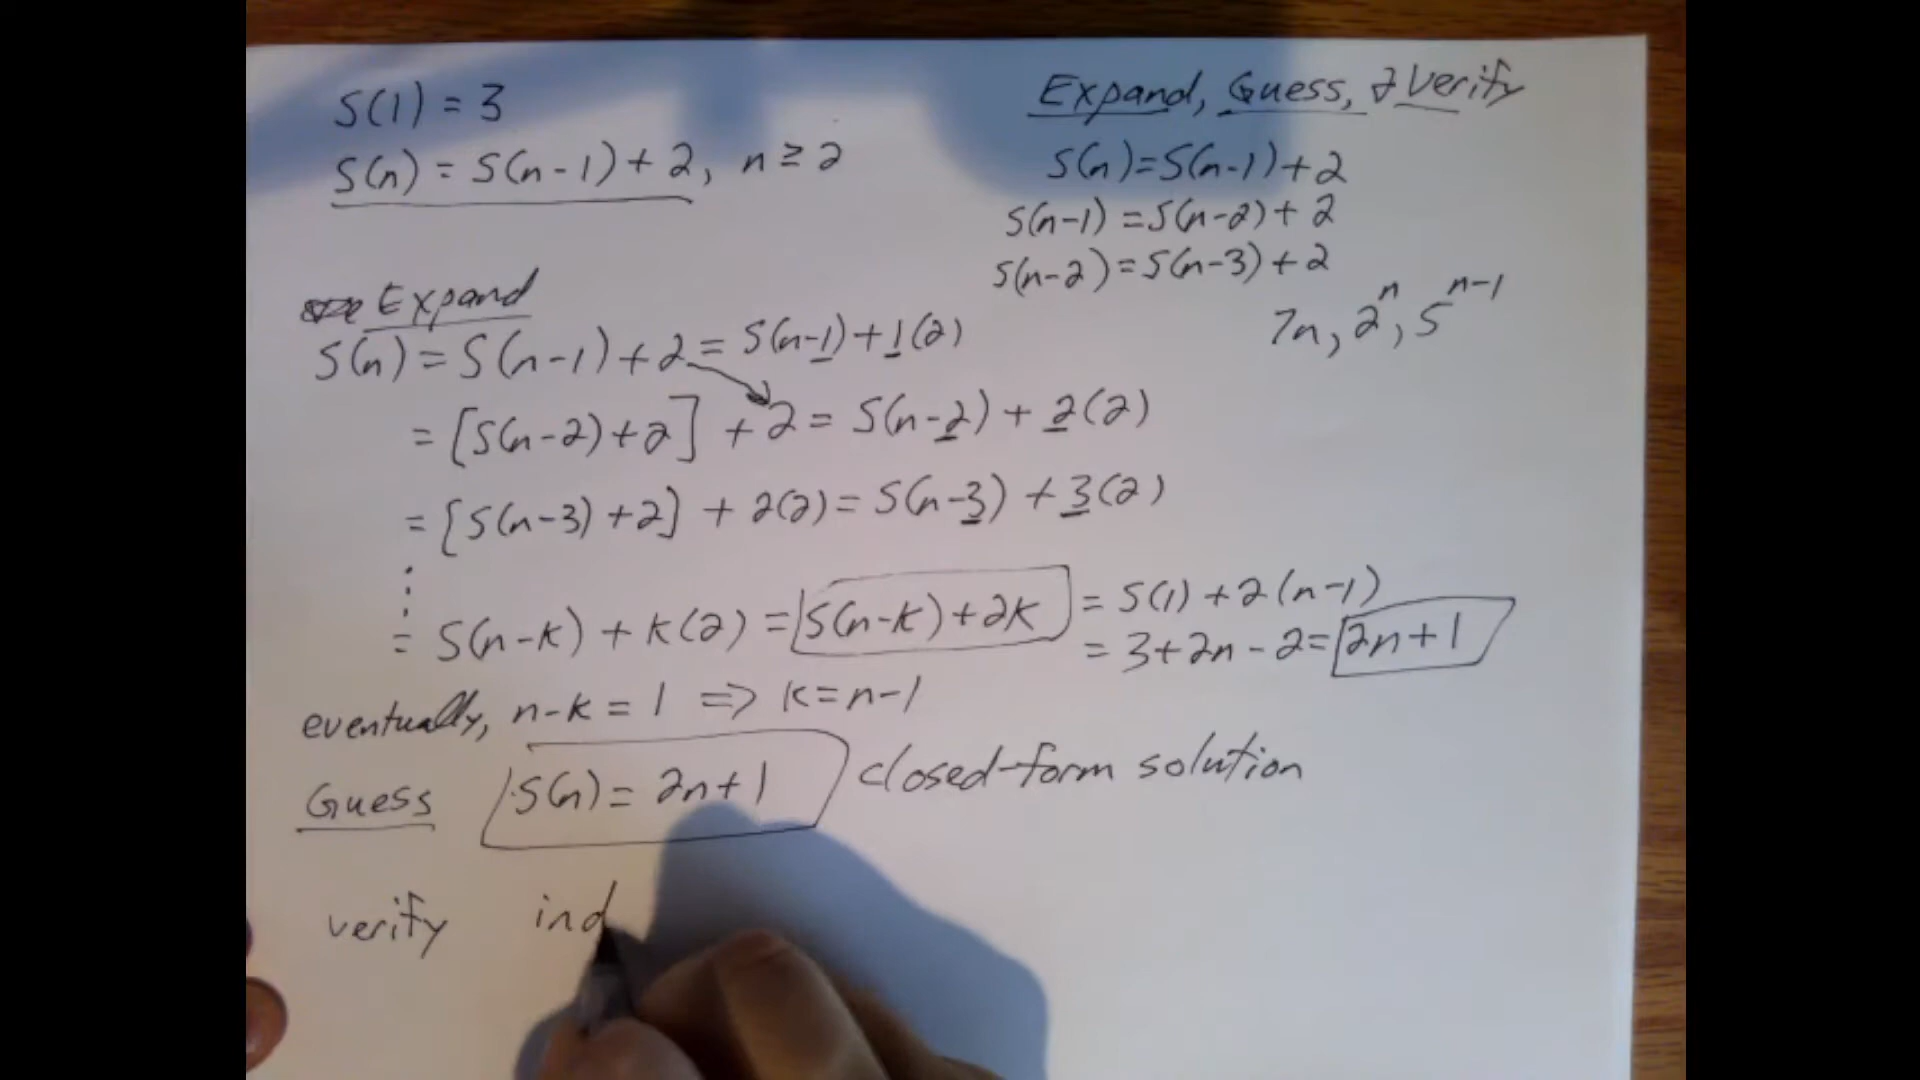 S(1) = 3
S(n) = S(n-1) + 2, n ≥ 2
Expand, Guess, & Verify
S(n)=S(n-1)+2
S(n-1) = S(n-2) + 2
S(n-2) = S(n-3) + 2
7n, 2^n, 5^{n-1}
Expand
S(n) = S(n-1) + 2 = S(n-1) + 1(2)
= [S(n-2)+2] + 2 = S(n-2) + 2(2)
= [S(n-3)+2] + 2(2) = S(n-3) + 3(2)
⋮
= S(n-k) + k(2) = S(n-k) + 2k = S(1) + 2(n-1)
= 3+2n-2 = 2n+1
eventually, n-k = 1 => k = n-1
Guess S(n) = 2n+1 closed-form solution
verify ind